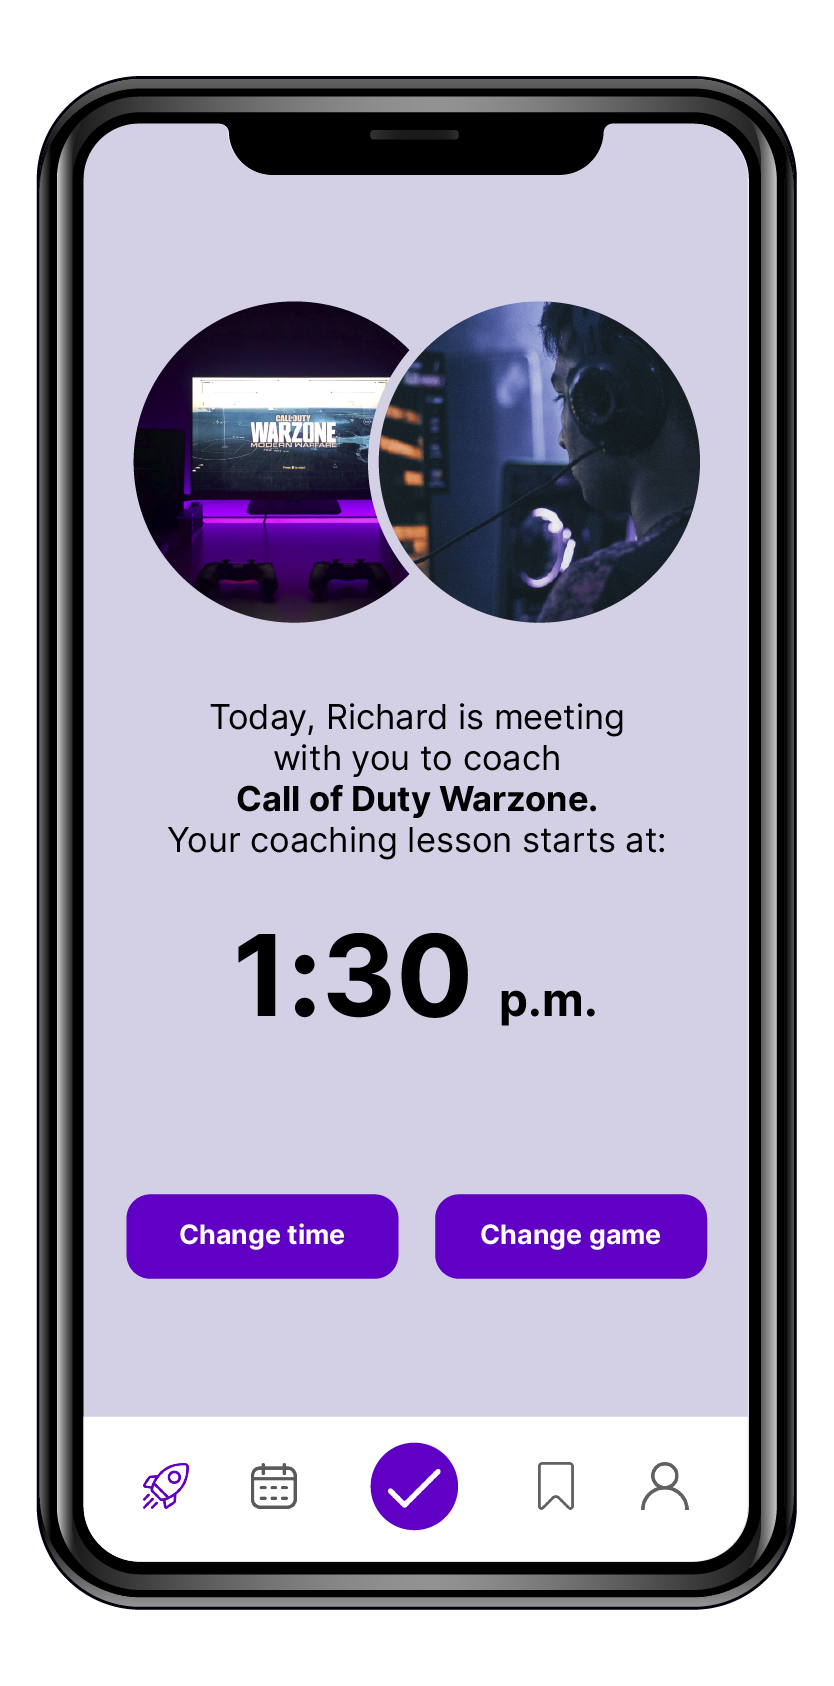 CALL OF DUTY
WARZONE
MODERN WARFARE
Today, Richard is meeting
with you to coach
Call of Duty Warzone.
Your coaching lesson starts at:
1:30 p.m.
Change time
Change game